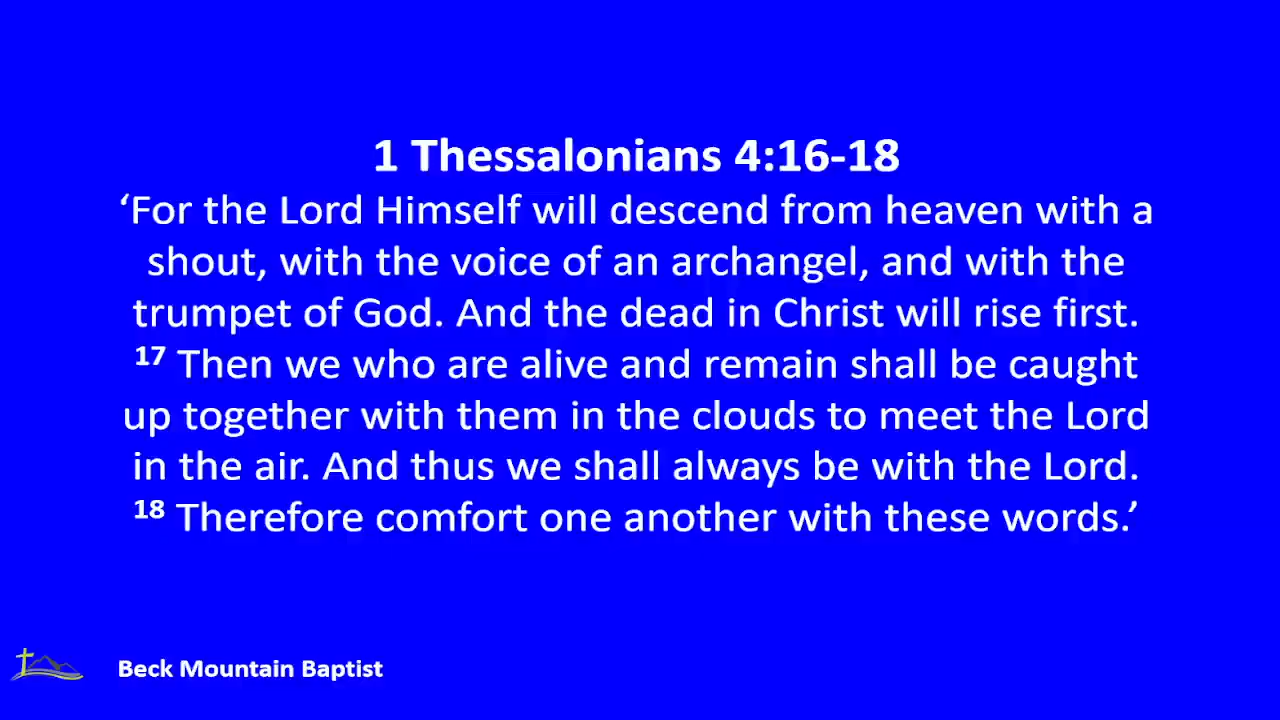 1 Thessalonians 4:16-18
‘For the Lord Himself will descend from heaven with a
shout, with the voice of an archangel, and with the
trumpet of God. And the dead in Christ will rise first.
17 Then we who are alive and remain shall be caught
up together with them in the clouds to meet the Lord
in the air. And thus we shall always be with the Lord.
18 Therefore comfort one another with these words.’
Beck Mountain Baptist